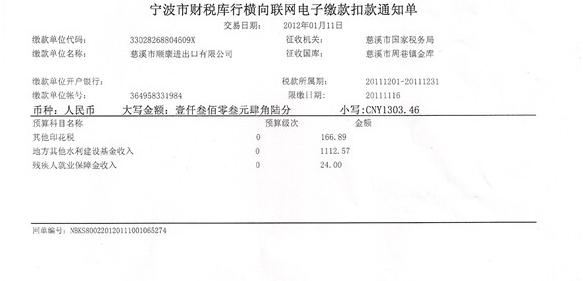 宁波市财税库行横向联网电子缴款扣款通知单
交易日期： 2012年01月11日
缴款单位代码： 33028268804609X 征收机关： 慈溪市国家税务局
缴款单位名称： 慈溪市顺康进出口有限公司 征收国库： 慈溪市周巷镇金库
缴款单位开户银行： 税款所属期： 20111201-20111231
缴款单位帐号： 364958331984 限缴日期： 20111116
币种：人民币 大写金额：壹仟叁佰零叁元肆角陆分 小写:CNY1303.46
预算科目名称 预算级次 金额
其他印花税 0 166.89
地方其他水利建设基金收入 0 1112.57
残疾人就业保障金收入 0 24.00
回单编号：NBKS800220120111001065274